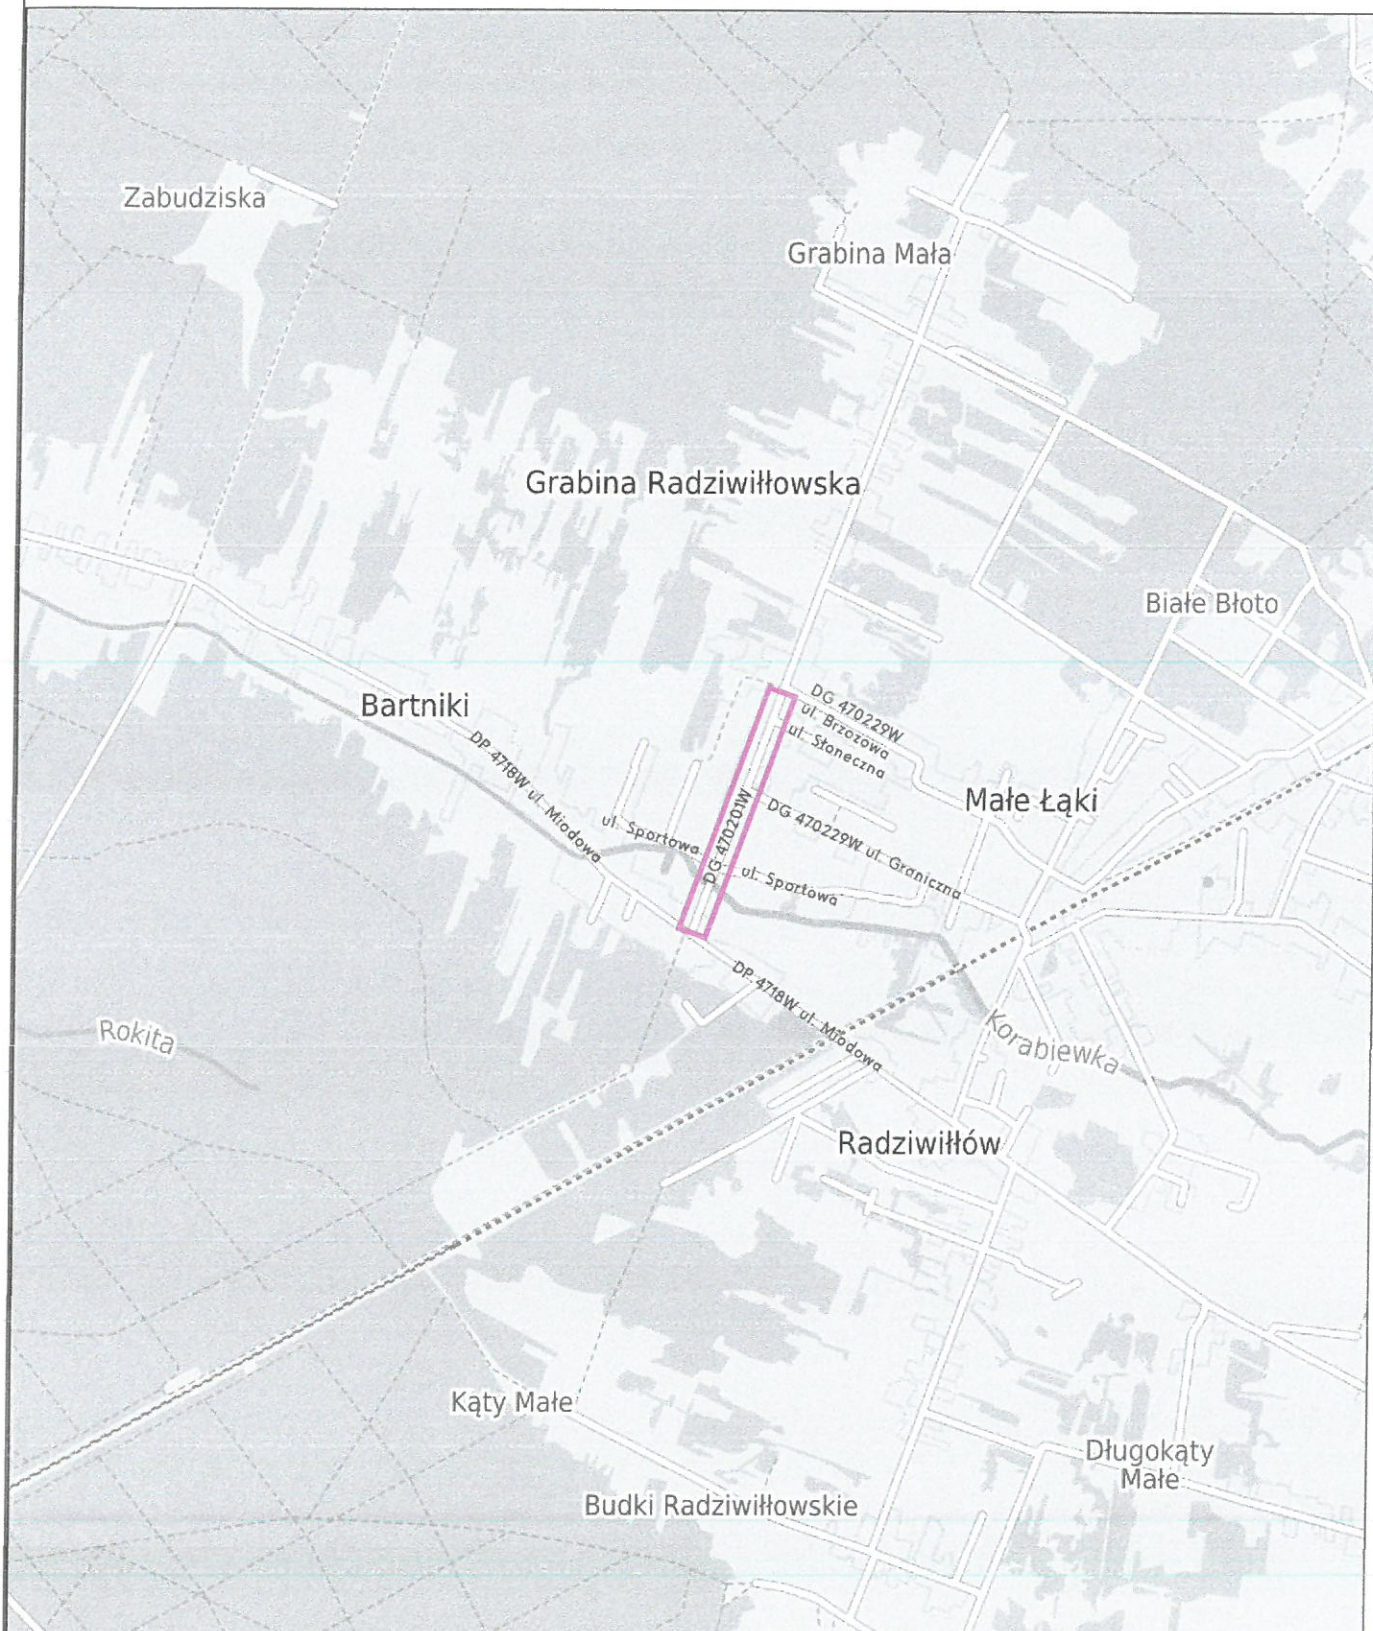 Zabudziska
Grabina Mała
Grabina Radziwiłłowska
Białe Błoto
Bartniki
DG 470229W
ul. Brzozowa
ul. Słoneczna
DP 4718W ul. Miodowa
Małe Łąki
DG 470201W
DG 470229W ul. Graniczna
ul. Sportowa
ul. Sportowa
DP 4718W ul. Miodowa
Rokita
Korabiewka
Radziwiłłów
Kąty Małe
Długokąty
Małe
Budki Radziwiłłowskie